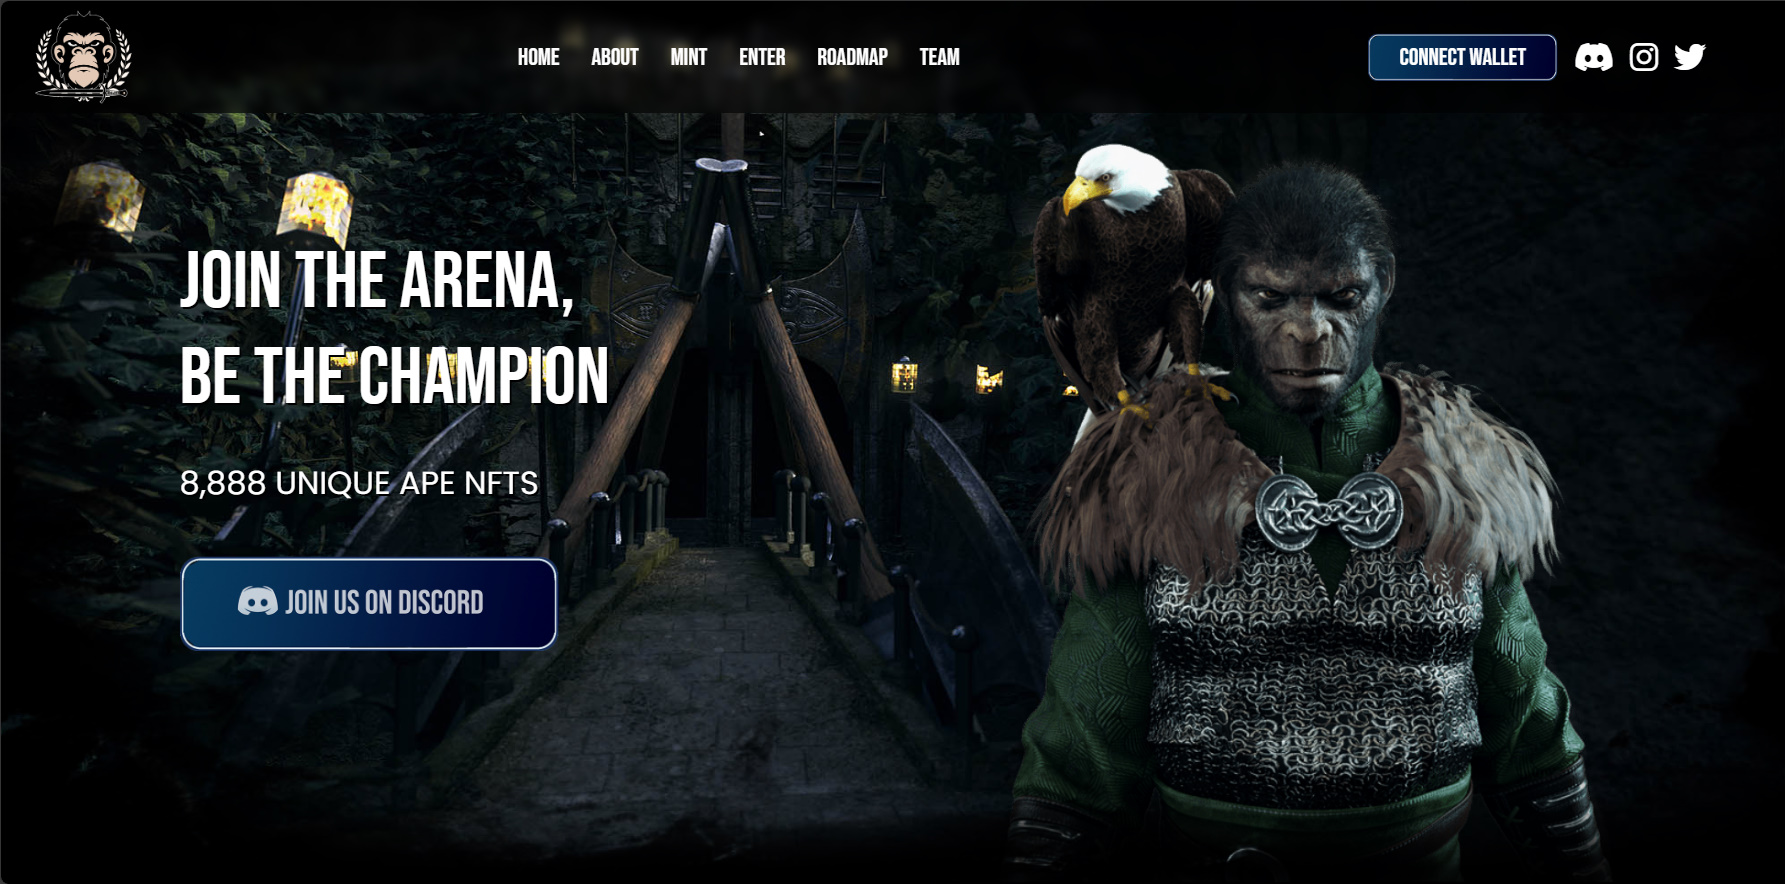 HOME
ABOUT
MINT
ENTER
ROADMAP
TEAM
CONNECT WALLET
JOIN THE ARENA,
BE THE CHAMPION
8,888 UNIQUE APE NFTS
JOIN US ON DISCORD